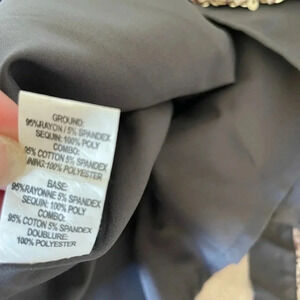 GROUND:
95%RAYON / 5% SPANDEX
SEQUIN: 100% POLY
COMBO:
95% COTTON 5% SPANDEX
INING:100% POLYESTER
BASE:
95%RAYONNE 5% SPANDEX
SEQUIN: 100% POLY
COMBO:
95% COTON 5% SPANDEX
DOUBLURE:
100% POLYESTER